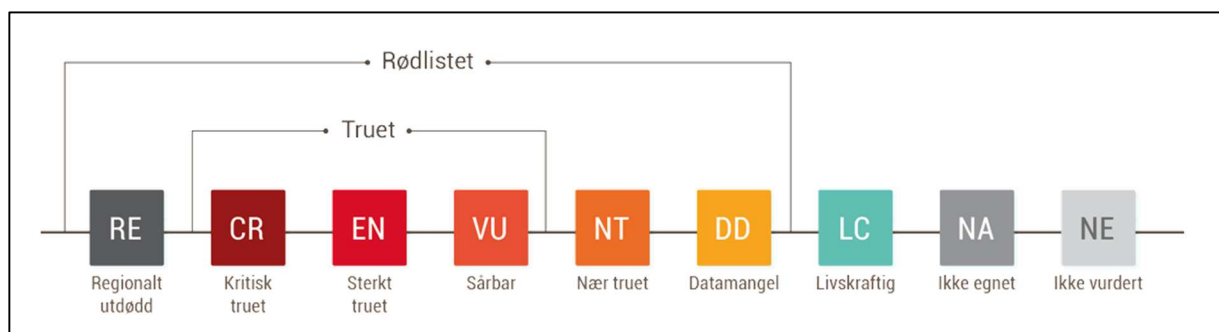 Rødlistet
Truet
RE
CR
EN
VU
NT
DD
LC
NA
NE
Regionalt
utdødd
Kritisk
truet
Sterkt
truet
Sårbar
Nær truet
Datamangel
Livskraftig
Ikke egnet
Ikke vurdert